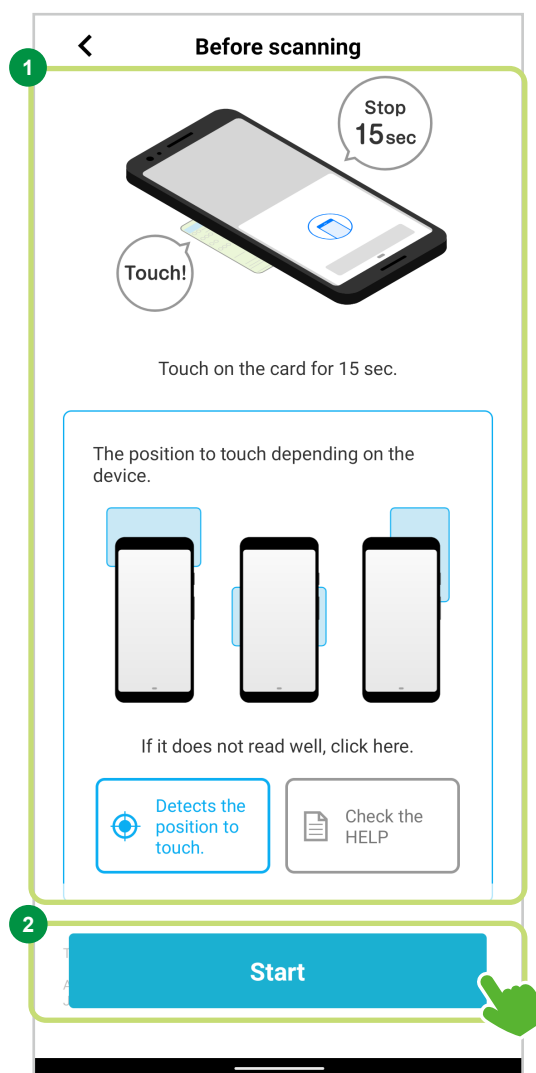 Before scanning
1
Stop
15 sec
Touch!
Touch on the card for 15 sec.
The position to touch depending on the
device.
If it does not read well, click here.
Detects the
position to
touch.
Check the
HELP
2
Start